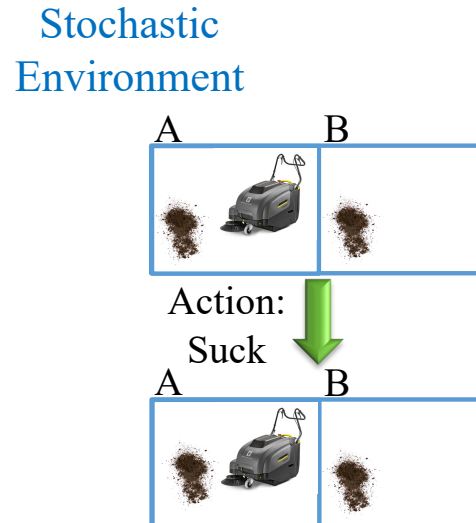 Stochastic
Environment
A B
Action:
Suck
A B